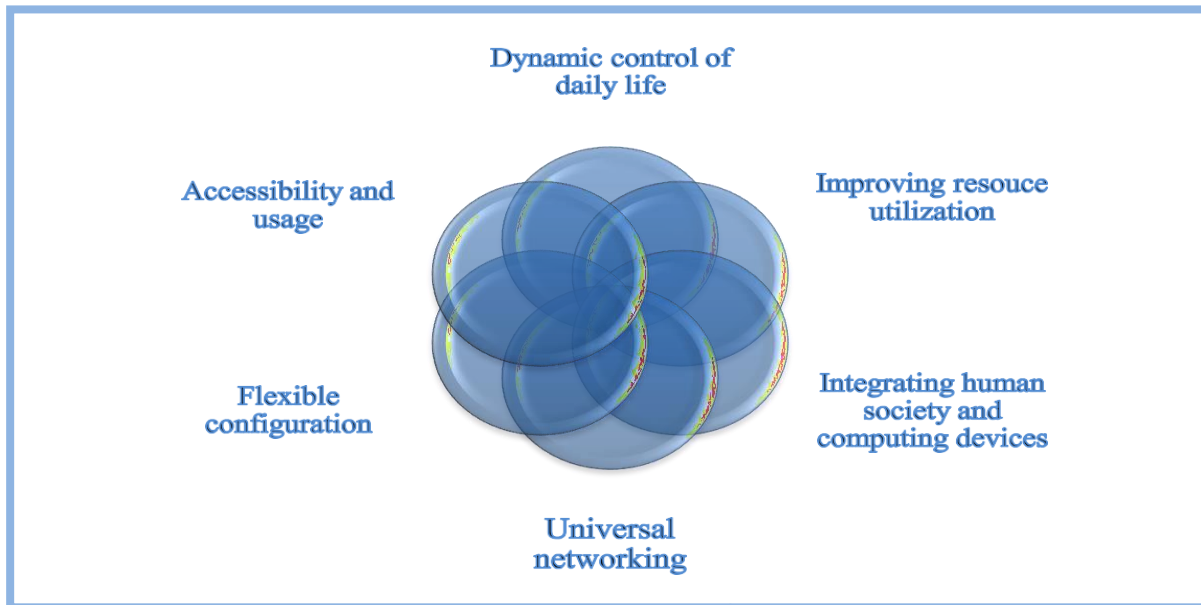 Dynamic control of
daily life
Accessibility and
usage
Improving resouce
utilization
Flexible
configuration
Integrating human
society and
computing devices
Universal
networking